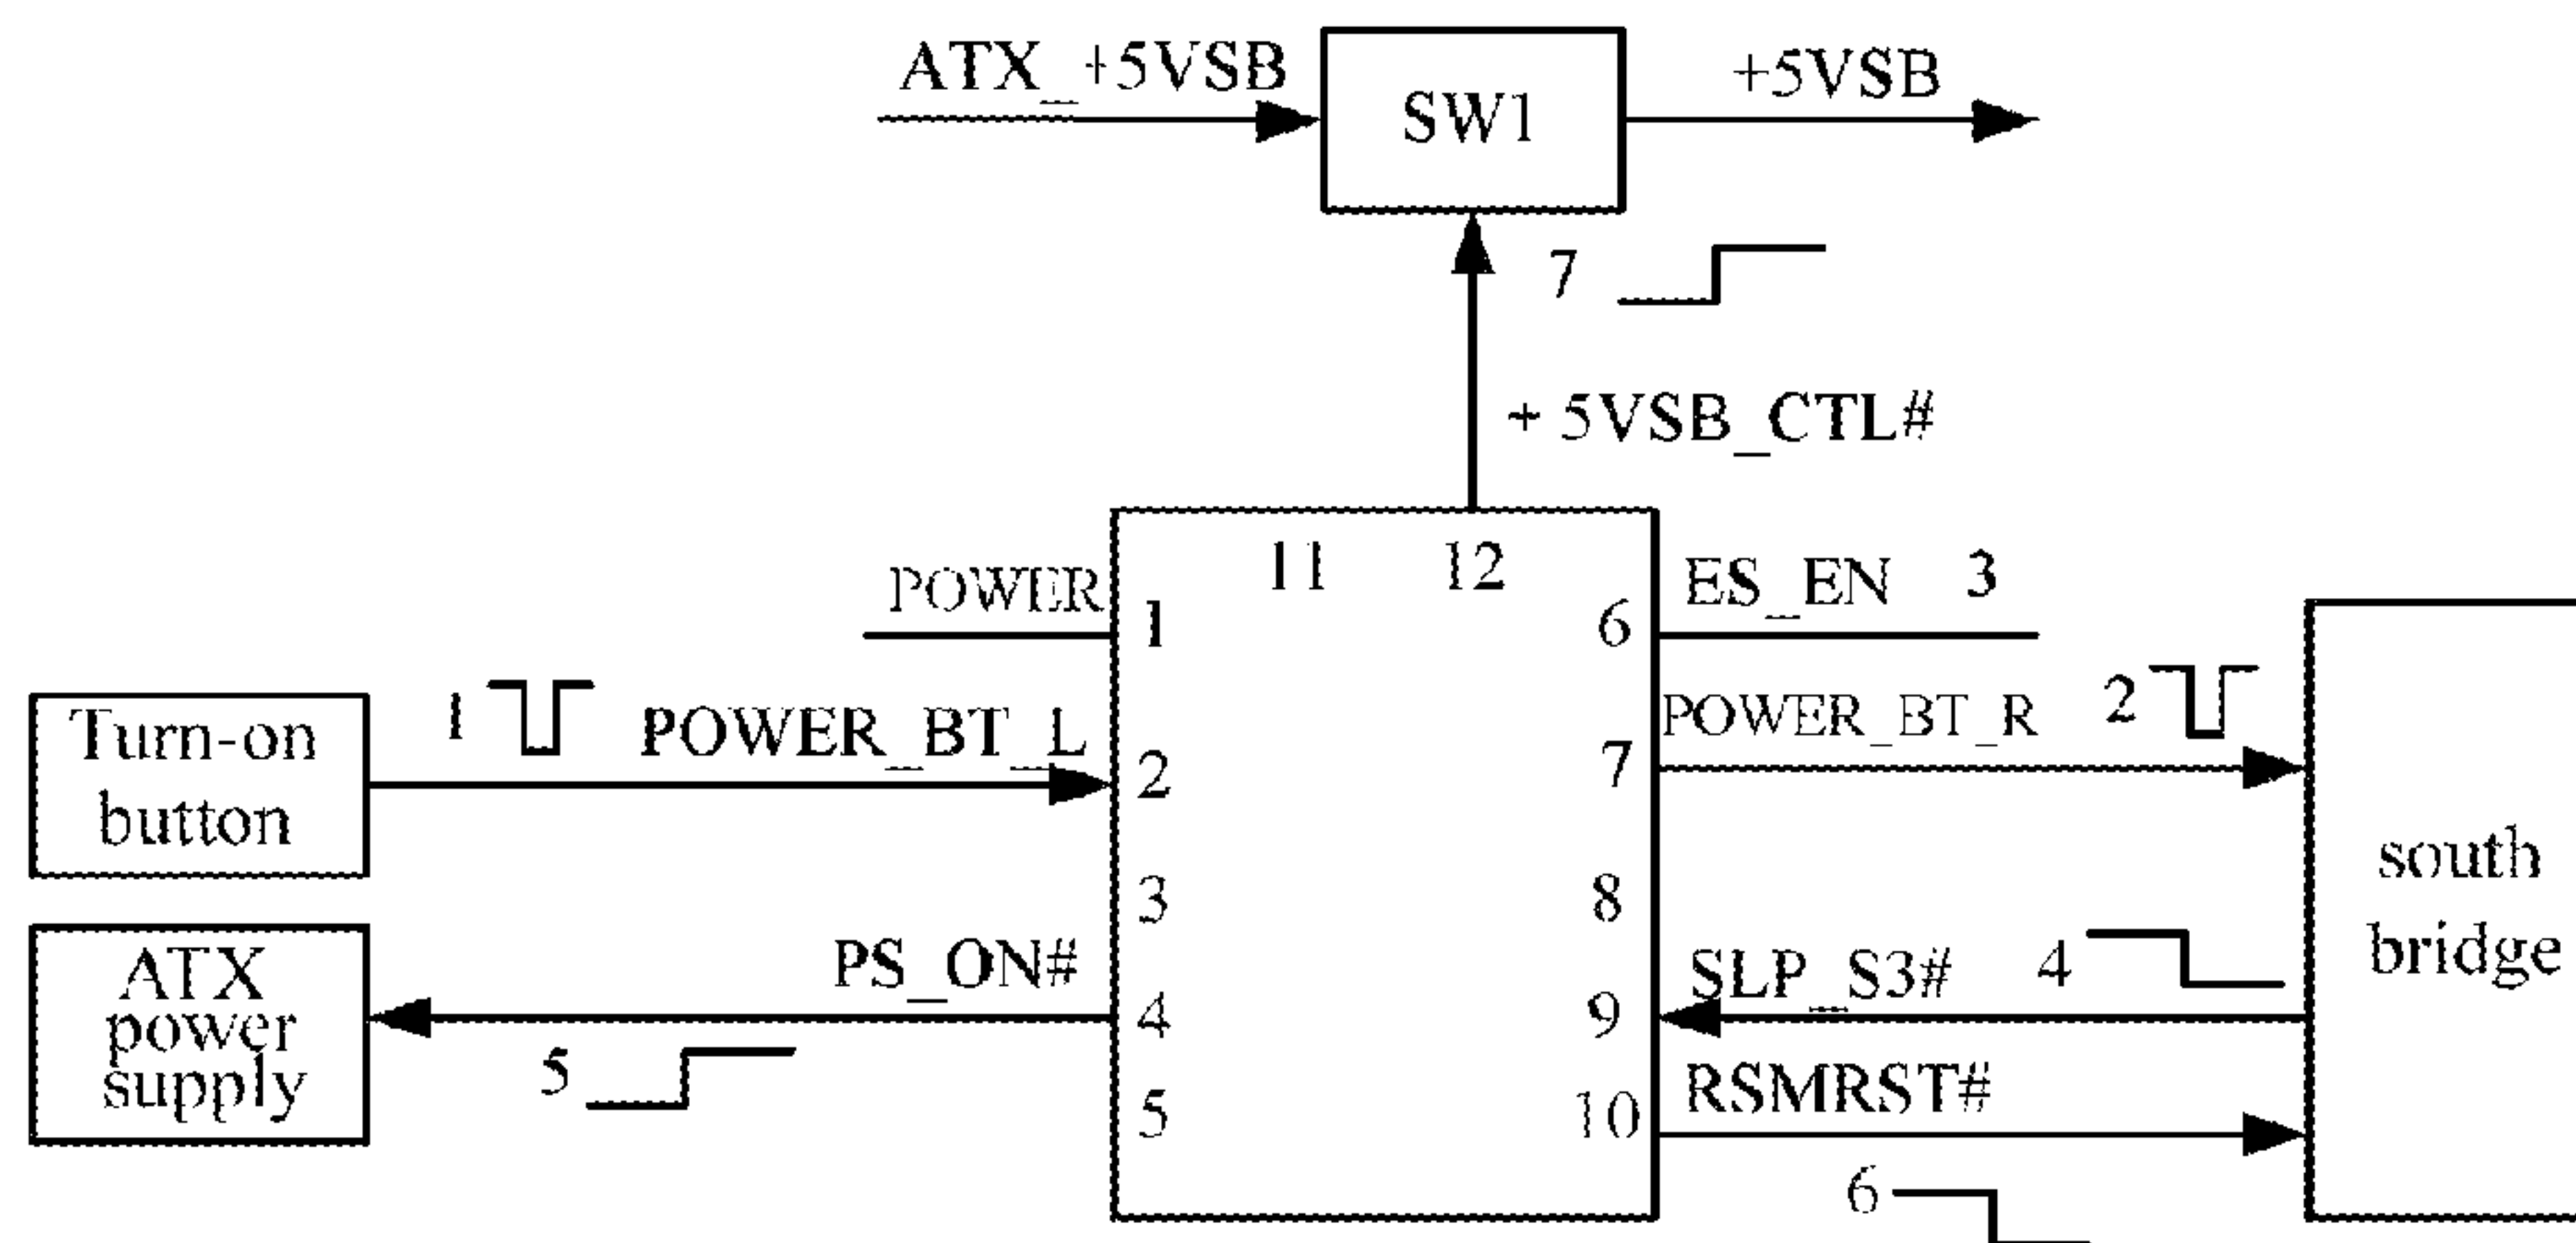 ATX_+5VSB
SW1
+5VSB
7
+ 5VSB_CTL#
11
12
POWER
1
6
ES_EN
3
Turn-on
button
1
POWER_BT_L
2
7
POWER_BT_R
2
3
8
ATX
power
supply
PS_ON#
4
5
9
SLP_S3#
4
5
10
RSMRST#
6
south
bridge